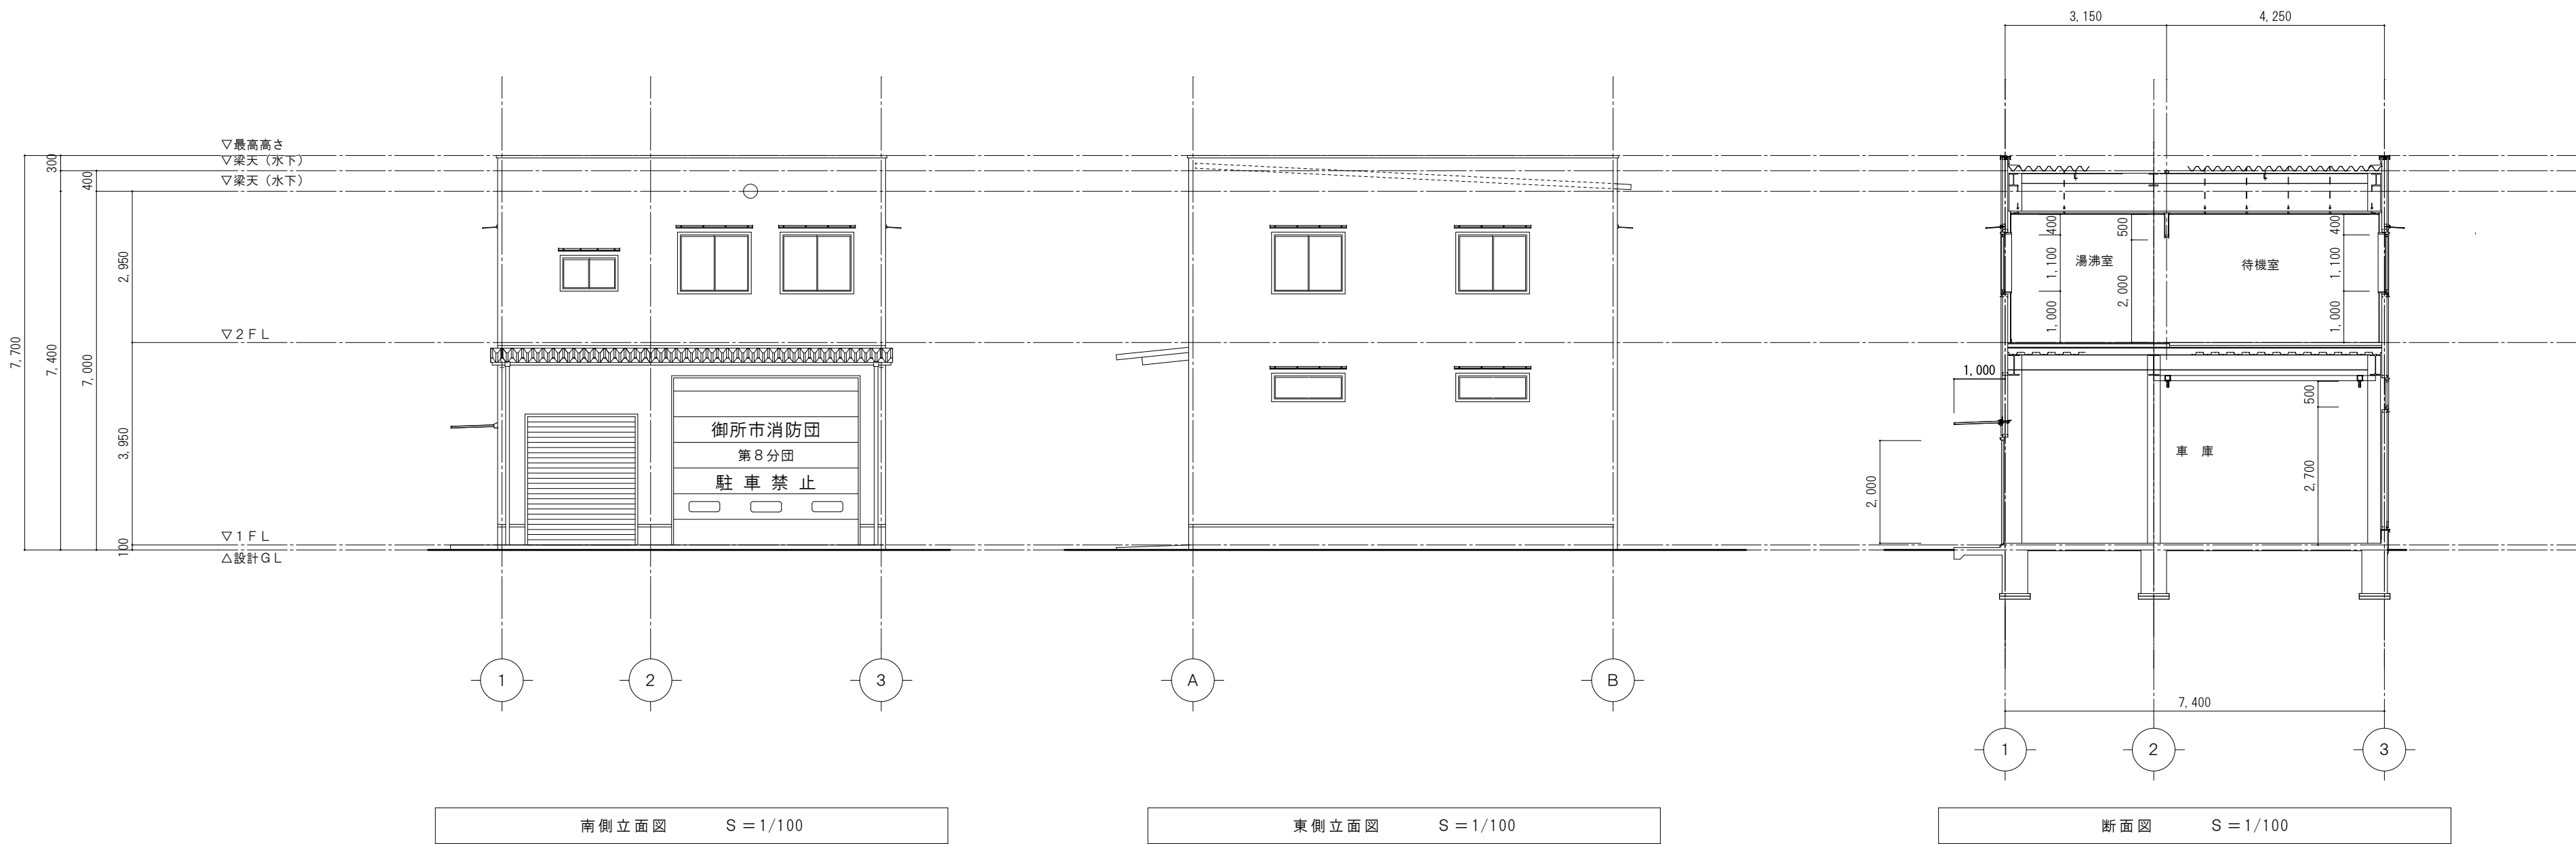 3,150
4,250
▽最高高さ
▽梁天（水下）
▽梁天（水下）
▽２ＦＬ
▽１ＦＬ
△設計ＧＬ
7,700
300
7,400
400
7,000
2,950
3,950
100
御所市消防団
第８分団
駐車禁止
1
2
3
A
B
400
1,100
1,000
湯沸室
500
2,000
待機室
400
1,100
1,000
1,000
2,000
車庫
500
2,700
7,400
1
2
3
南側立面図 Ｓ＝1/100
東側立面図 Ｓ＝1/100
断面図 Ｓ＝1/100